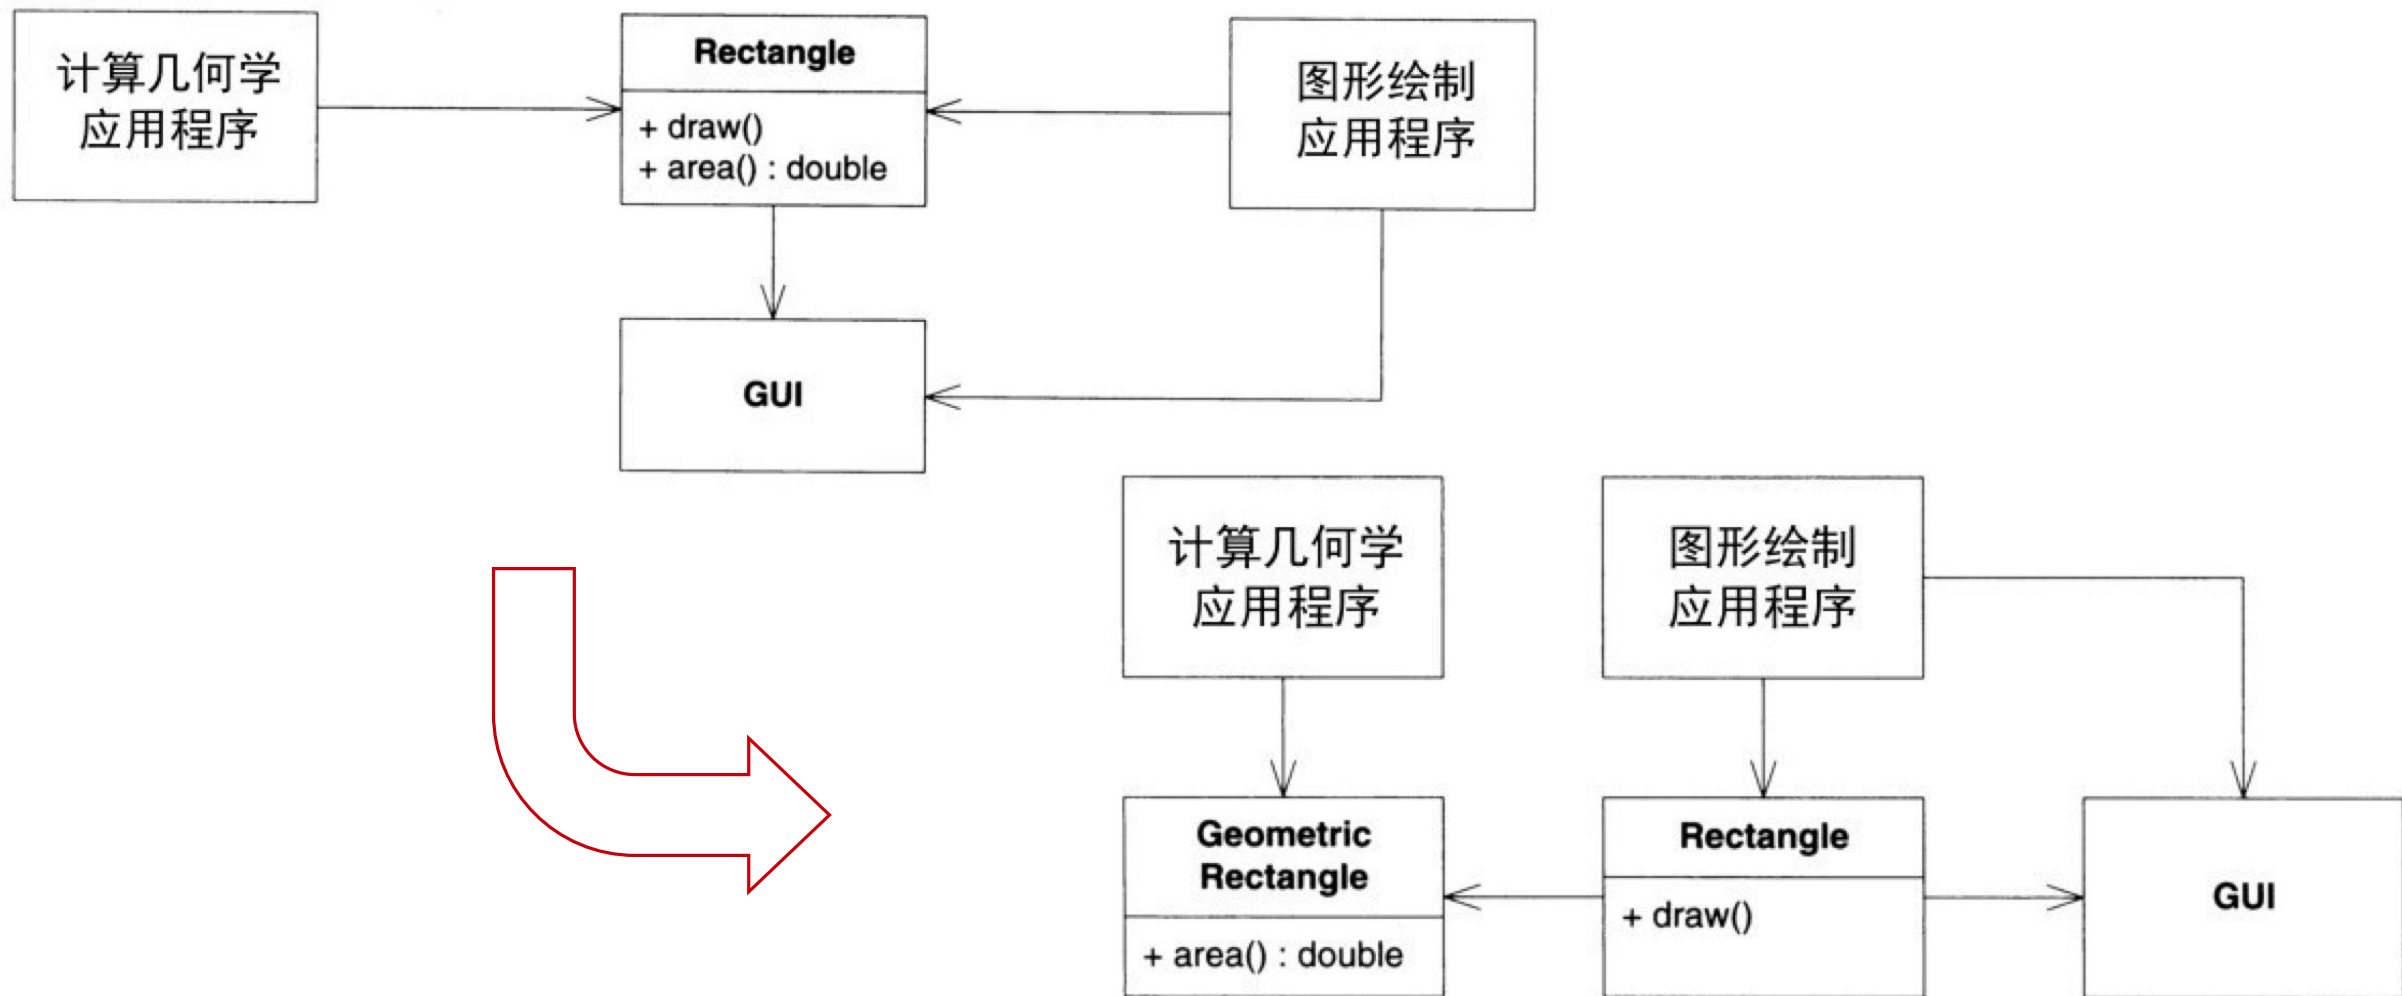 计算几何学
应用程序
Rectangle
+ draw()
+ area() : double
图形绘制
应用程序
GUI
计算几何学
应用程序
图形绘制
应用程序
Geometric
Rectangle
+ area() : double
Rectangle
+ draw()
GUI